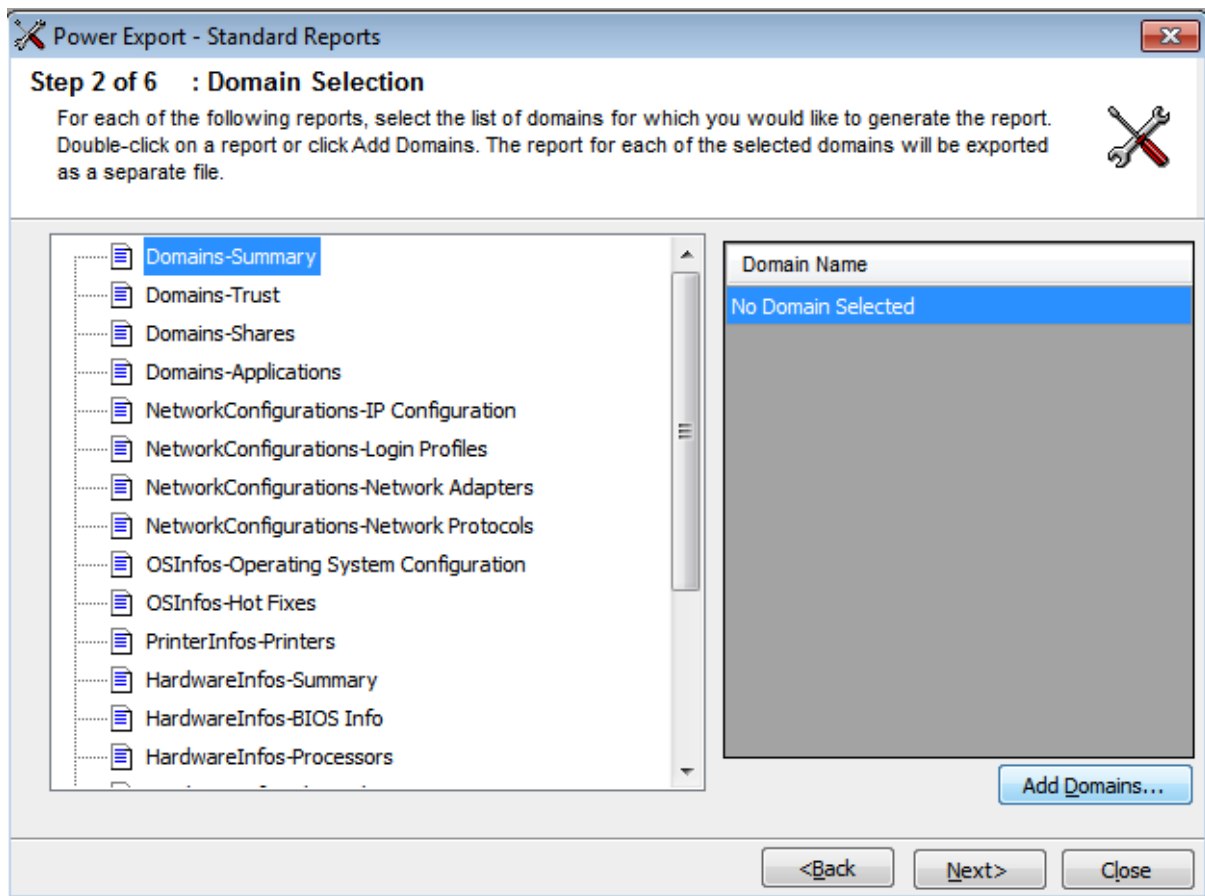 Power Export - Standard Reports
Step 2 of 6 : Domain Selection
For each of the following reports, select the list of domains for which you would like to generate the report.
Double-click on a report or click Add Domains. The report for each of the selected domains will be exported
as a separate file.
Domains-Summary
Domains-Trust
Domains-Shares
Domains-Applications
NetworkConfigurations-IP Configuration
NetworkConfigurations-Login Profiles
NetworkConfigurations-Network Adapters
NetworkConfigurations-Network Protocols
OSInfos-Operating System Configuration
OSInfos-Hot Fixes
PrinterInfos-Printers
HardwareInfos-Summary
HardwareInfos-BIOS Info
HardwareInfos-Processors
Domain Name
No Domain Selected
Add Domains...
<Back
Next>
Close